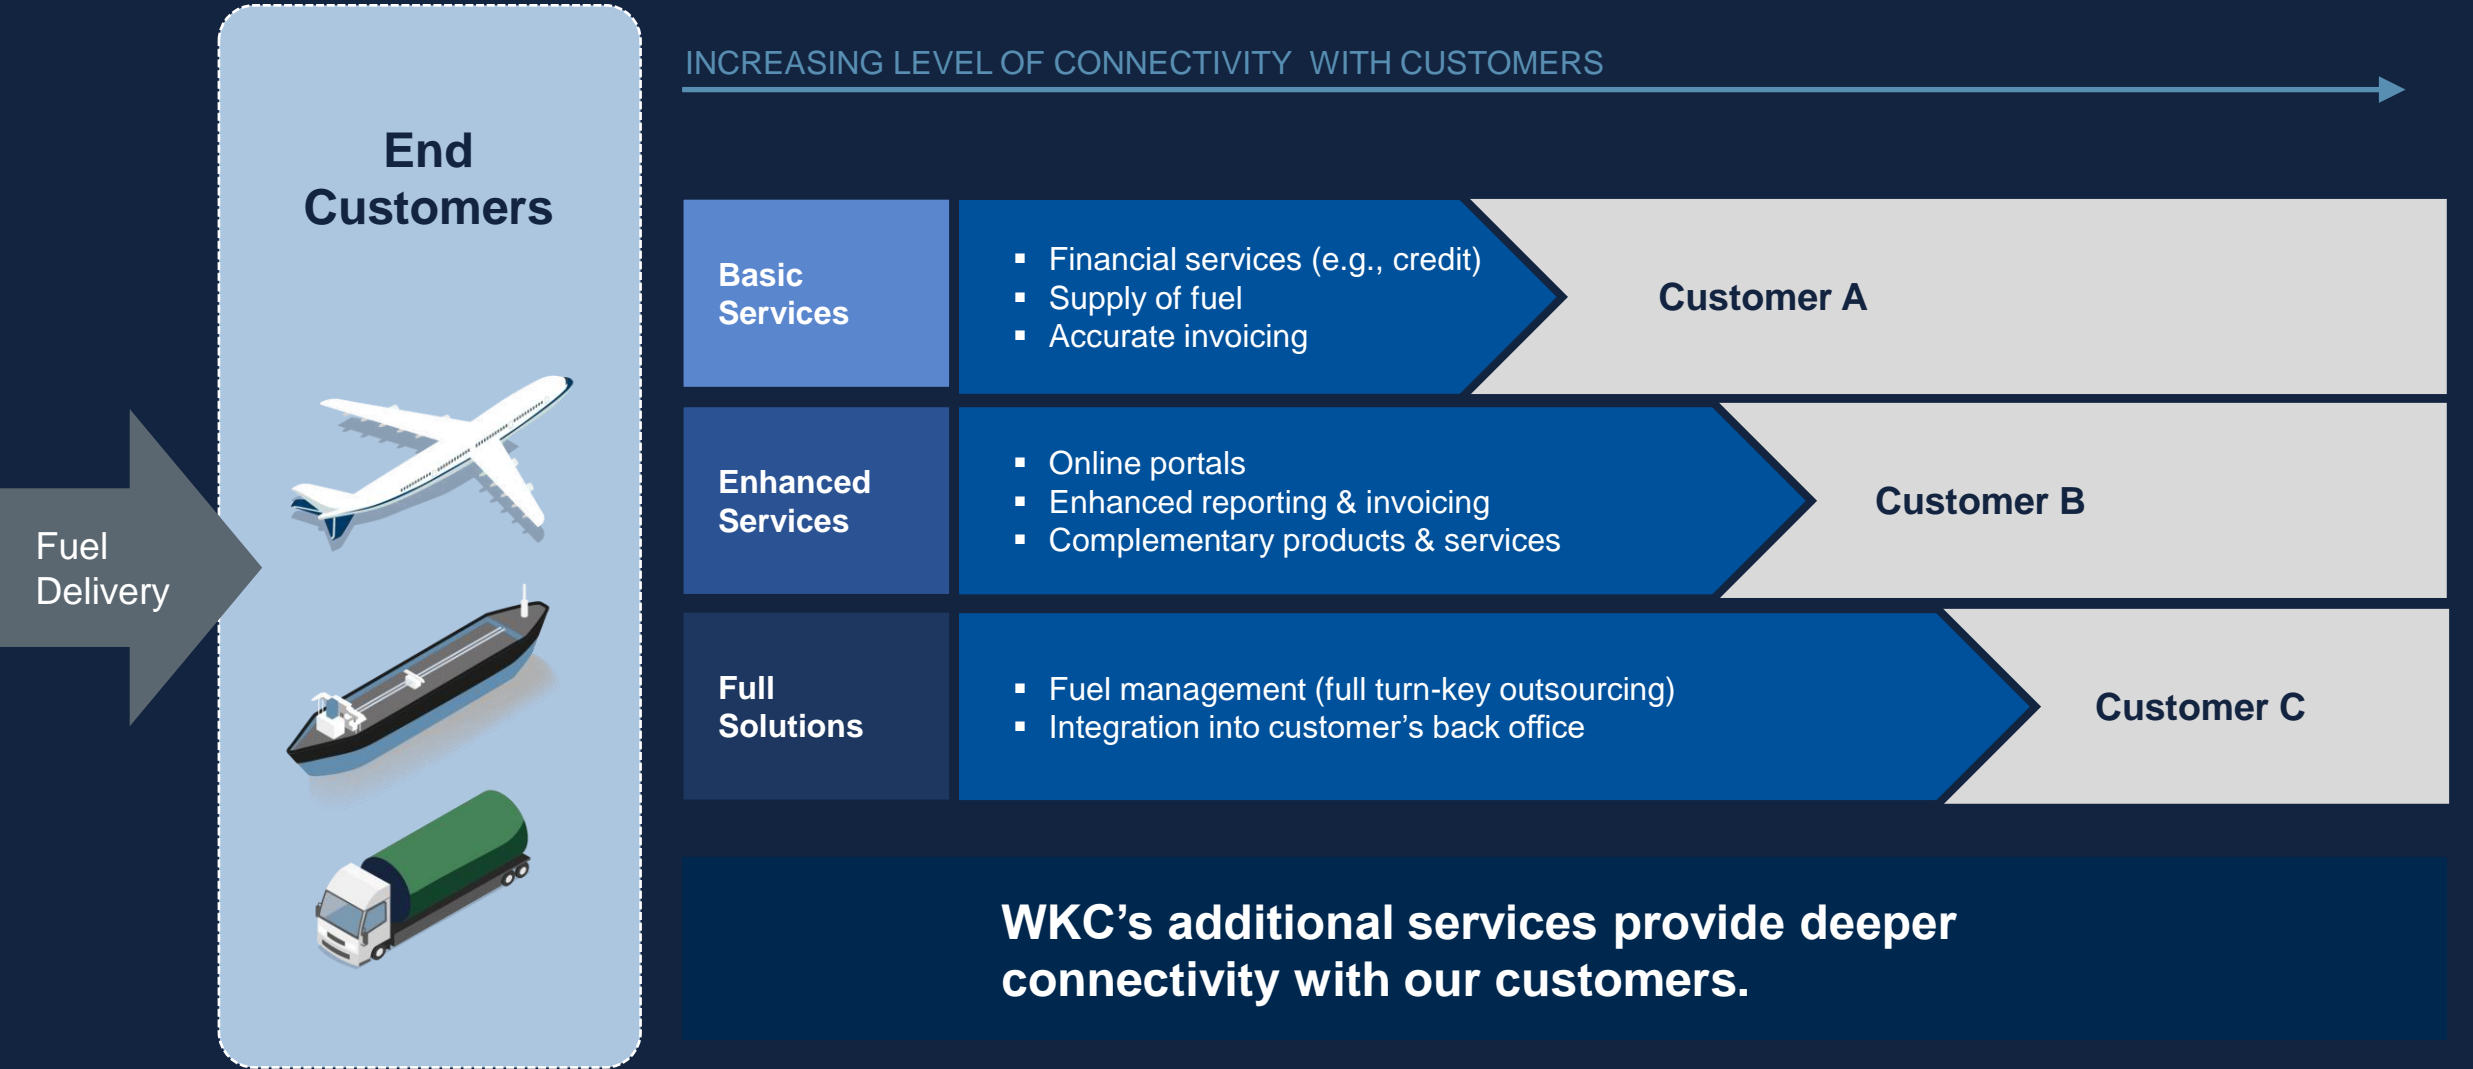 INCREASING LEVEL OF CONNECTIVITY WITH CUSTOMERS
End
Customers
Fuel
Delivery
Basic
Services
▪ Financial services (e.g., credit)
▪ Supply of fuel
▪ Accurate invoicing
Customer A
Enhanced
Services
▪ Online portals
▪ Enhanced reporting & invoicing
▪ Complementary products & services
Customer B
Full
Solutions
▪ Fuel management (full turn-key outsourcing)
▪ Integration into customer’s back office
Customer C
WKC’s additional services provide deeper
connectivity with our customers.